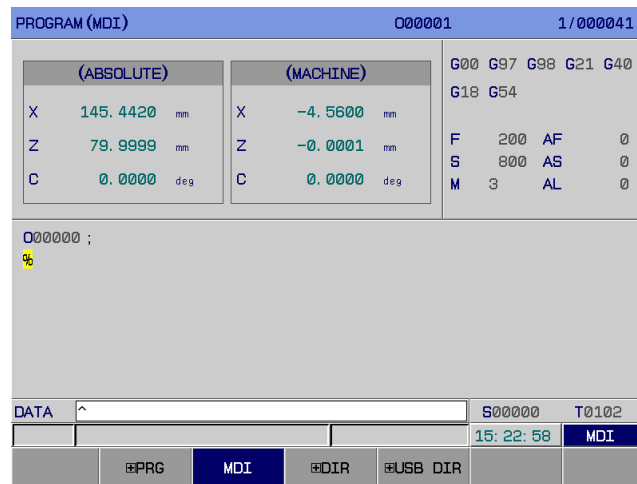 PROGRAM(MDI) O00001 1/000041
(ABSOLUTE) (MACHINE) G00 G97 G98 G21 G40
G18 G54
X 145.4420 mm X -4.5600 mm
Z 79.9999 mm Z -0.0001 mm F 200 AF 0
S 800 AS 0
C 0.0000 deg C 0.0000 deg M 3 AL 0
O00000 ;
%
DATA ^ S00000 T0102
15:22:58 MDI
⊞PRG MDI ⊞DIR ⊞USB DIR